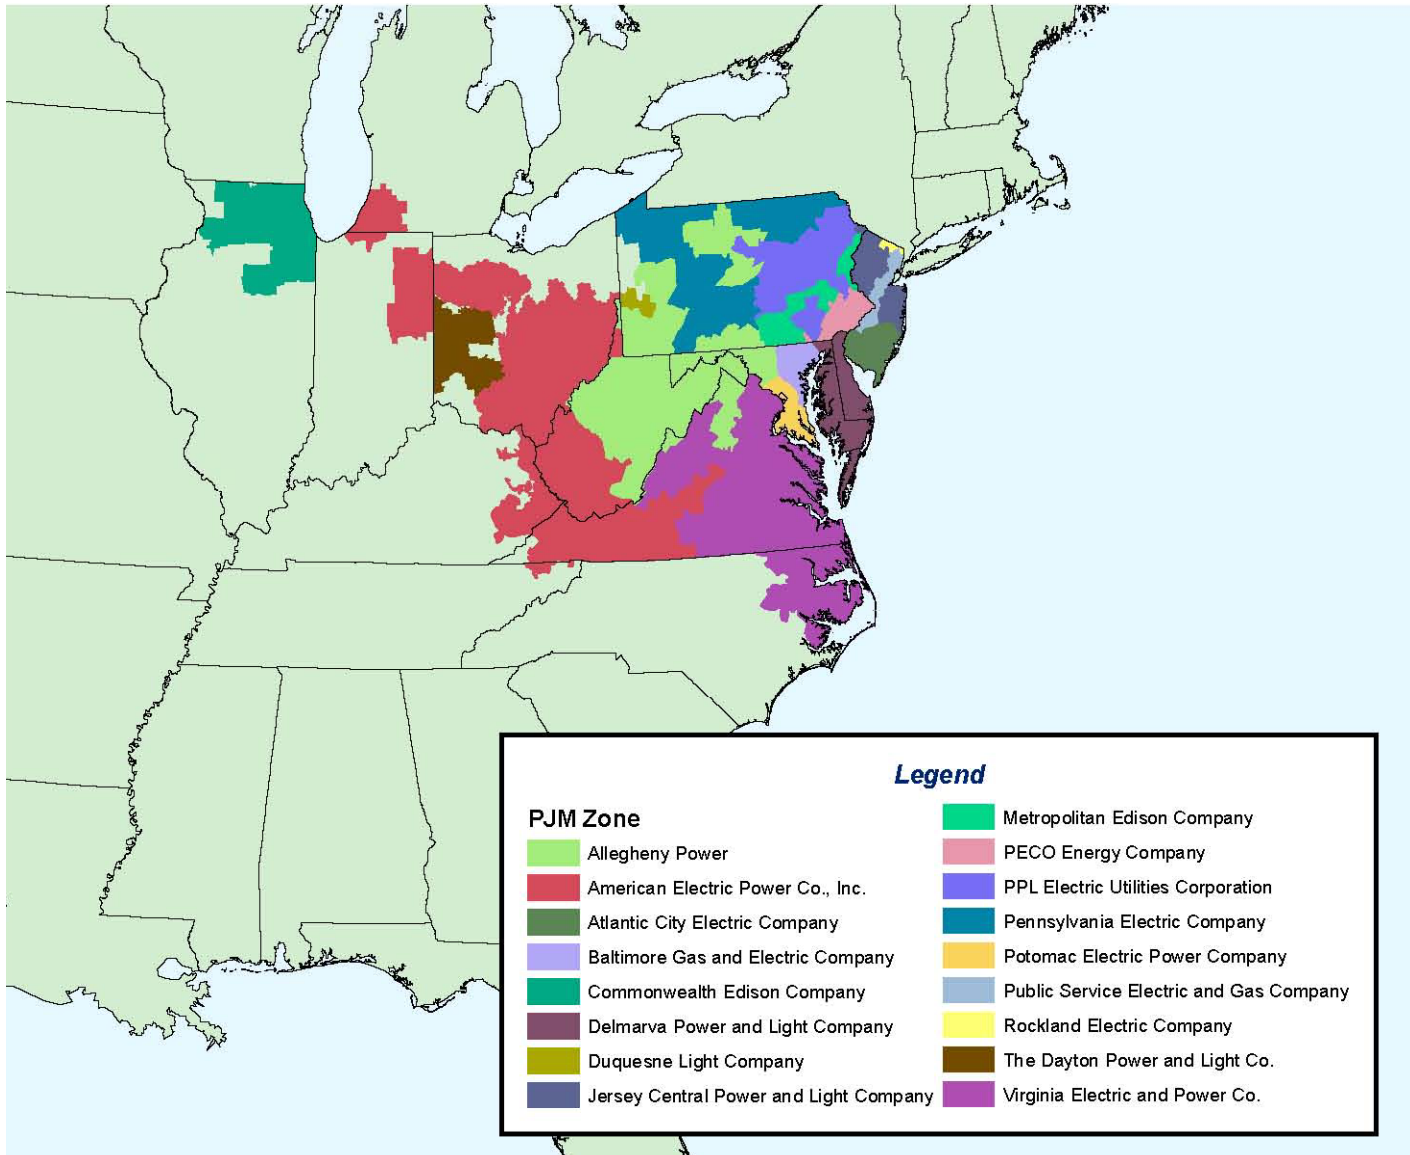 Legend
PJM Zone
Allegheny Power
American Electric Power Co., Inc.
Atlantic City Electric Company
Baltimore Gas and Electric Company
Commonwealth Edison Company
Delmarva Power and Light Company
Duquesne Light Company
Jersey Central Power and Light Company
Metropolitan Edison Company
PECO Energy Company
PPL Electric Utilities Corporation
Pennsylvania Electric Company
Potomac Electric Power Company
Public Service Electric and Gas Company
Rockland Electric Company
The Dayton Power and Light Co.
Virginia Electric and Power Co.